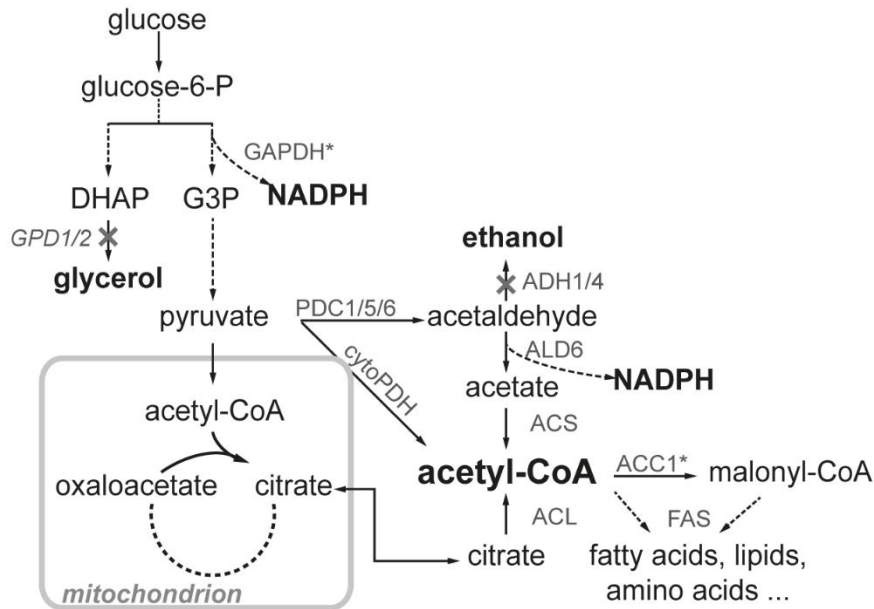 glucose
glucose-6-P
GAPDH*
DHAP
G3P
NADPH
GPD1/2
glycerol
ethanol
ADH1/4
pyruvate
PDC1/5/6
acetaldehyde
cytoPDH
ALD6
acetate
NADPH
acetyl-CoA
ACS
acetyl-CoA
ACC1*
malonyl-CoA
oxaloacetate
citrate
ACL
FAS
citrate
fatty acids, lipids,
amino acids ...
mitochondrion